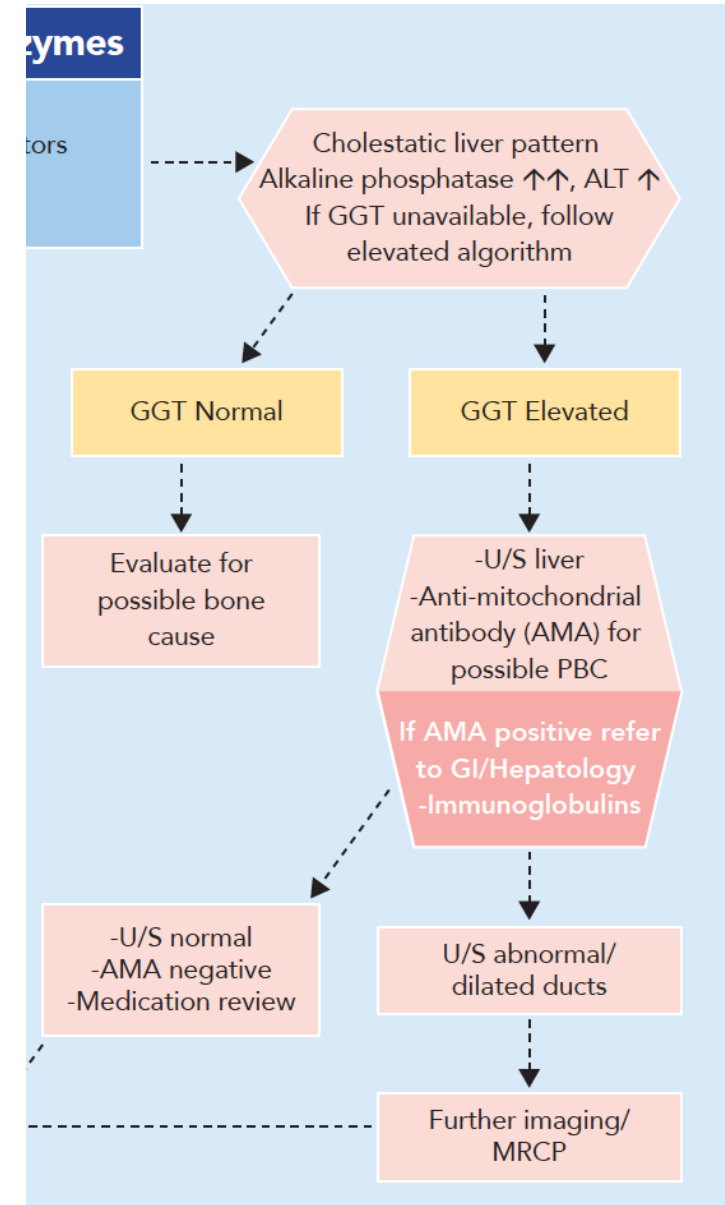 zymes
tors
Cholestatic liver pattern
Alkaline phosphatase ↑↑, ALT ↑
If GGT unavailable, follow
elevated algorithm
GGT Normal
GGT Elevated
Evaluate for
possible bone
cause
-U/S liver
-Anti-mitochondrial
antibody (AMA) for
possible PBC
If AMA positive refer
to GI/Hepatology
-Immunoglobulins
-U/S normal
-AMA negative
-Medication review
U/S abnormal/
dilated ducts
Further imaging/
MRCP